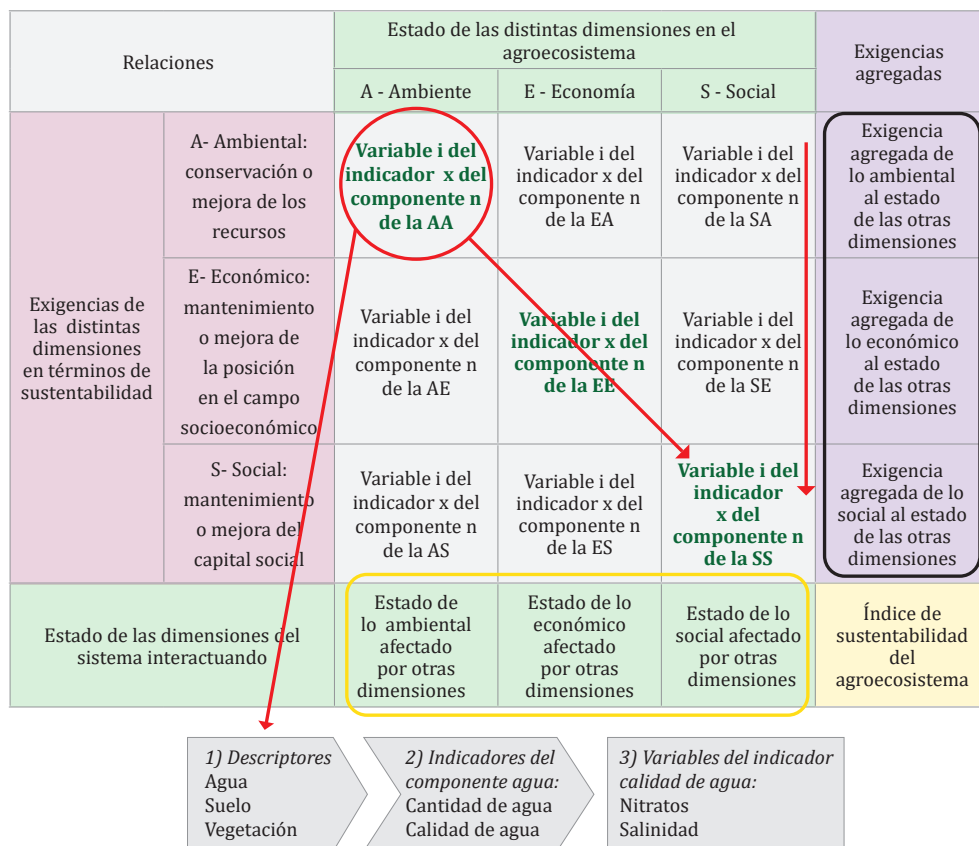 Relaciones
Estado de las distintas dimensiones en el
agroecosistema
Exigencias
agregadas
A - Ambiente
E - Economía
S - Social
Exigencias de
las distintas
dimensiones
en términos de
sustentabilidad
A- Ambiental:
conservación o
mejora de los
recursos
Variable i del
indicador x del
componente n
de la AA
Variable i del
indicador x del
componente n
de la EA
Variable i del
indicador x del
componente n
de la SA
Exigencia
agregada de
lo ambiental
al estado
de las otras
dimensiones
E- Económico:
mantenimiento
o mejora de
la posición
en el campo
socioeconómico
Variable i del
indicador x del
componente n
de la AE
Variable i del
indicador x del
componente n
de la EE
Variable i del
indicador x del
componente n
de la SE
Exigencia
agregada de
lo económico
al estado
de las otras
dimensiones
S- Social:
mantenimiento
o mejora del
capital social
Variable i del
indicador x del
componente n
de la AS
Variable i del
indicador x del
componente n
de la ES
Variable i del
indicador
x del
componente n
de la SS
Exigencia
agregada de lo
social al estado
de las otras
dimensiones
Estado de las dimensiones del
sistema interactuando
Estado de
lo ambiental
afectado
por otras
dimensiones
Estado de lo
económico
afectado
por otras
dimensiones
Estado de lo
social afectado
por otras
dimensiones
Índice de
sustentabilidad
del
agroecosistema
1) Descriptores
Agua
Suelo
Vegetación
2) Indicadores del
componente agua:
Cantidad de agua
Calidad de agua
3) Variables del indicador
calidad de agua:
Nitratos
Salinidad